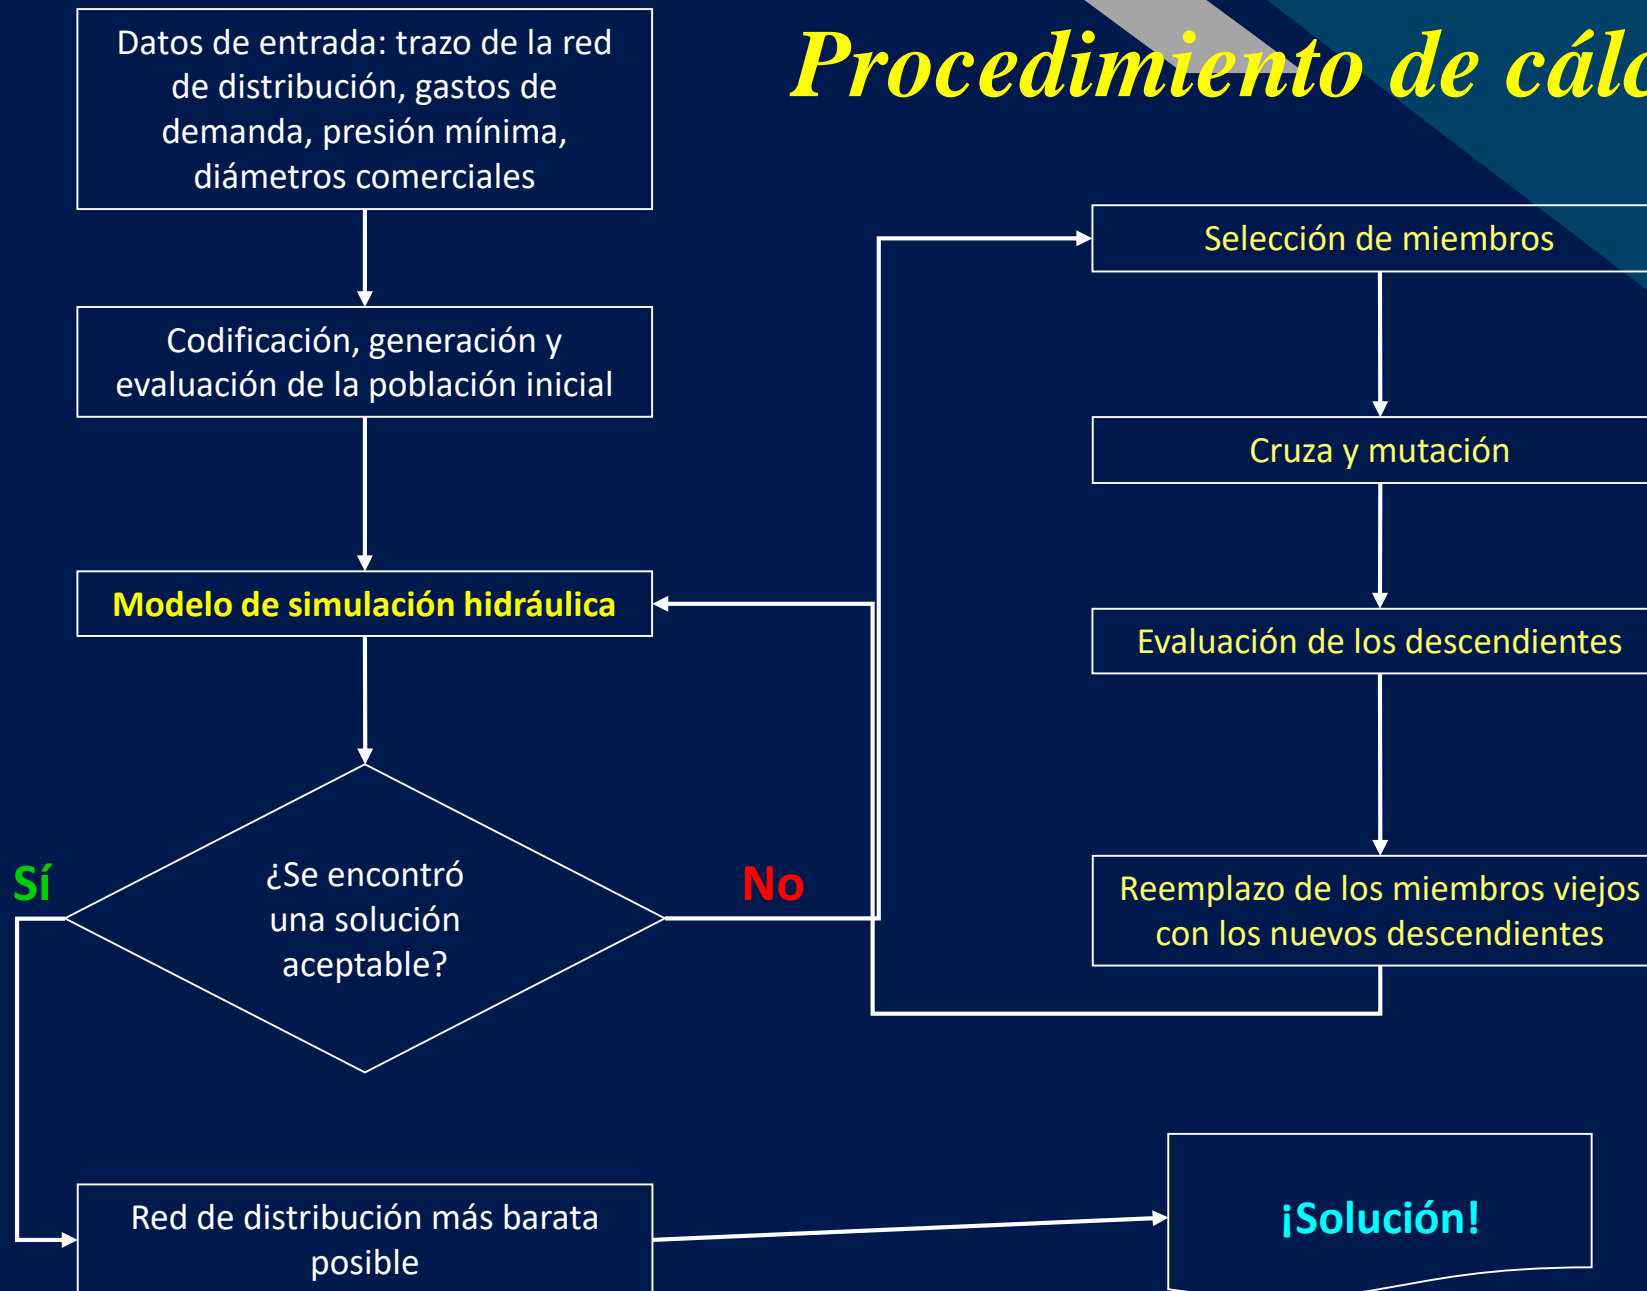 Procedimiento de cálc
Datos de entrada: trazo de la red
de distribución, gastos de
demanda, presión mínima,
diámetros comerciales
Codificación, generación y
evaluación de la población inicial
Modelo de simulación hidráulica
¿Se encontró
una solución
aceptable?
Sí
No
Selección de miembros
Cruza y mutación
Evaluación de los descendientes
Reemplazo de los miembros viejos
con los nuevos descendientes
Red de distribución más barata
posible
¡Solución!